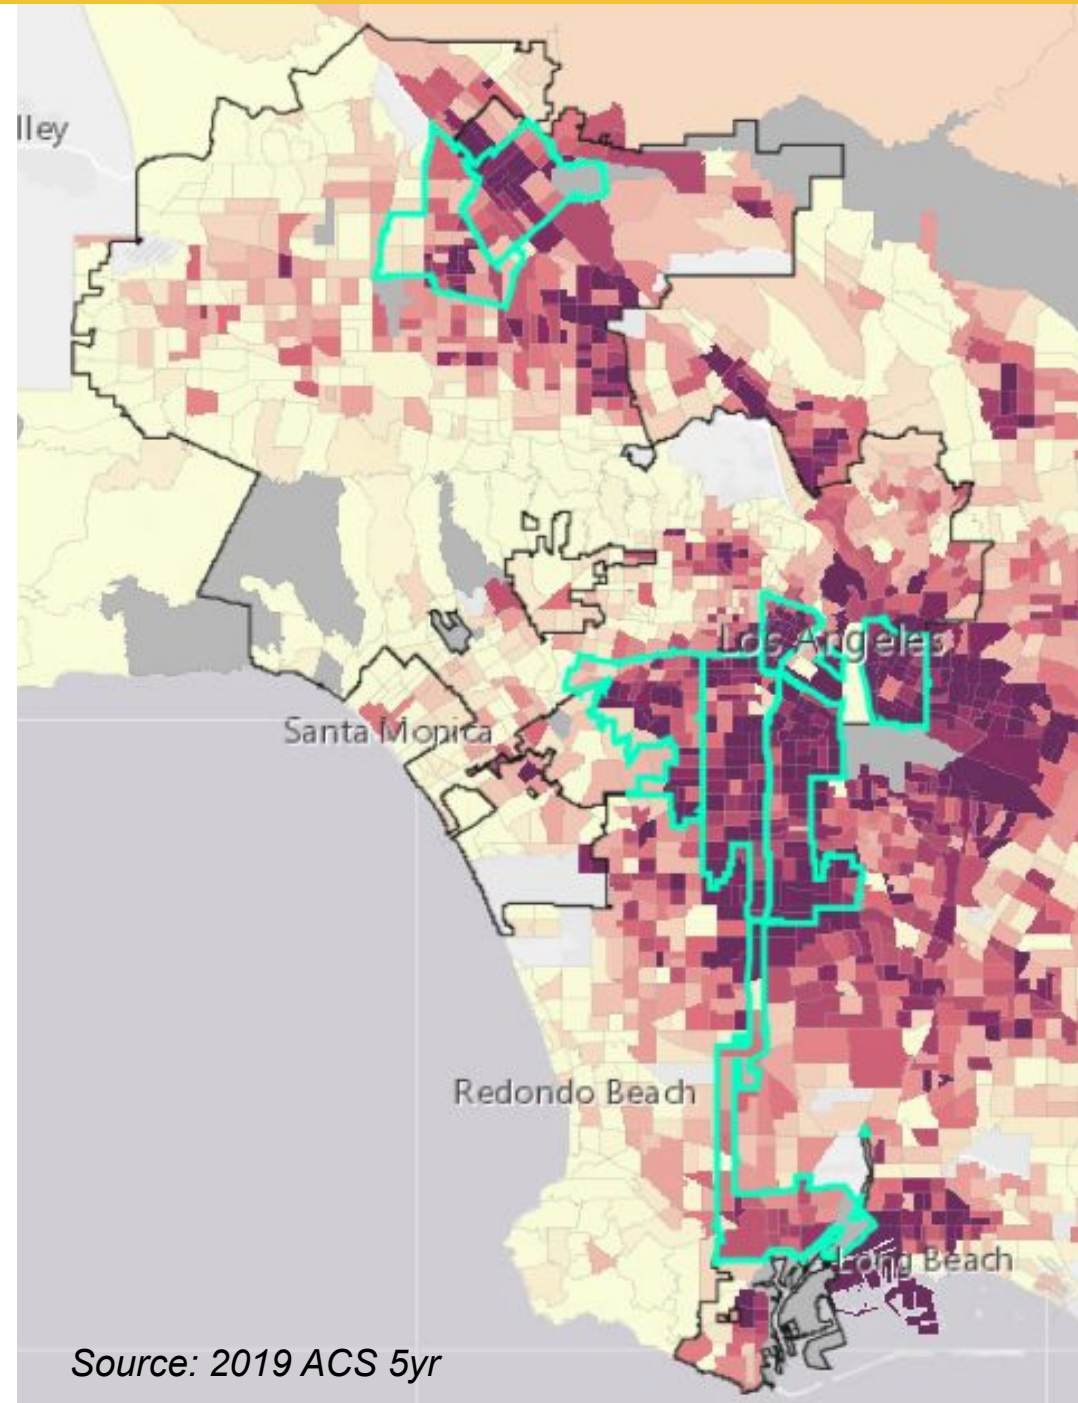 lley
Los Angeles
Santa Monica
Redondo Beach
Long Beach
Source: 2019 ACS 5yr